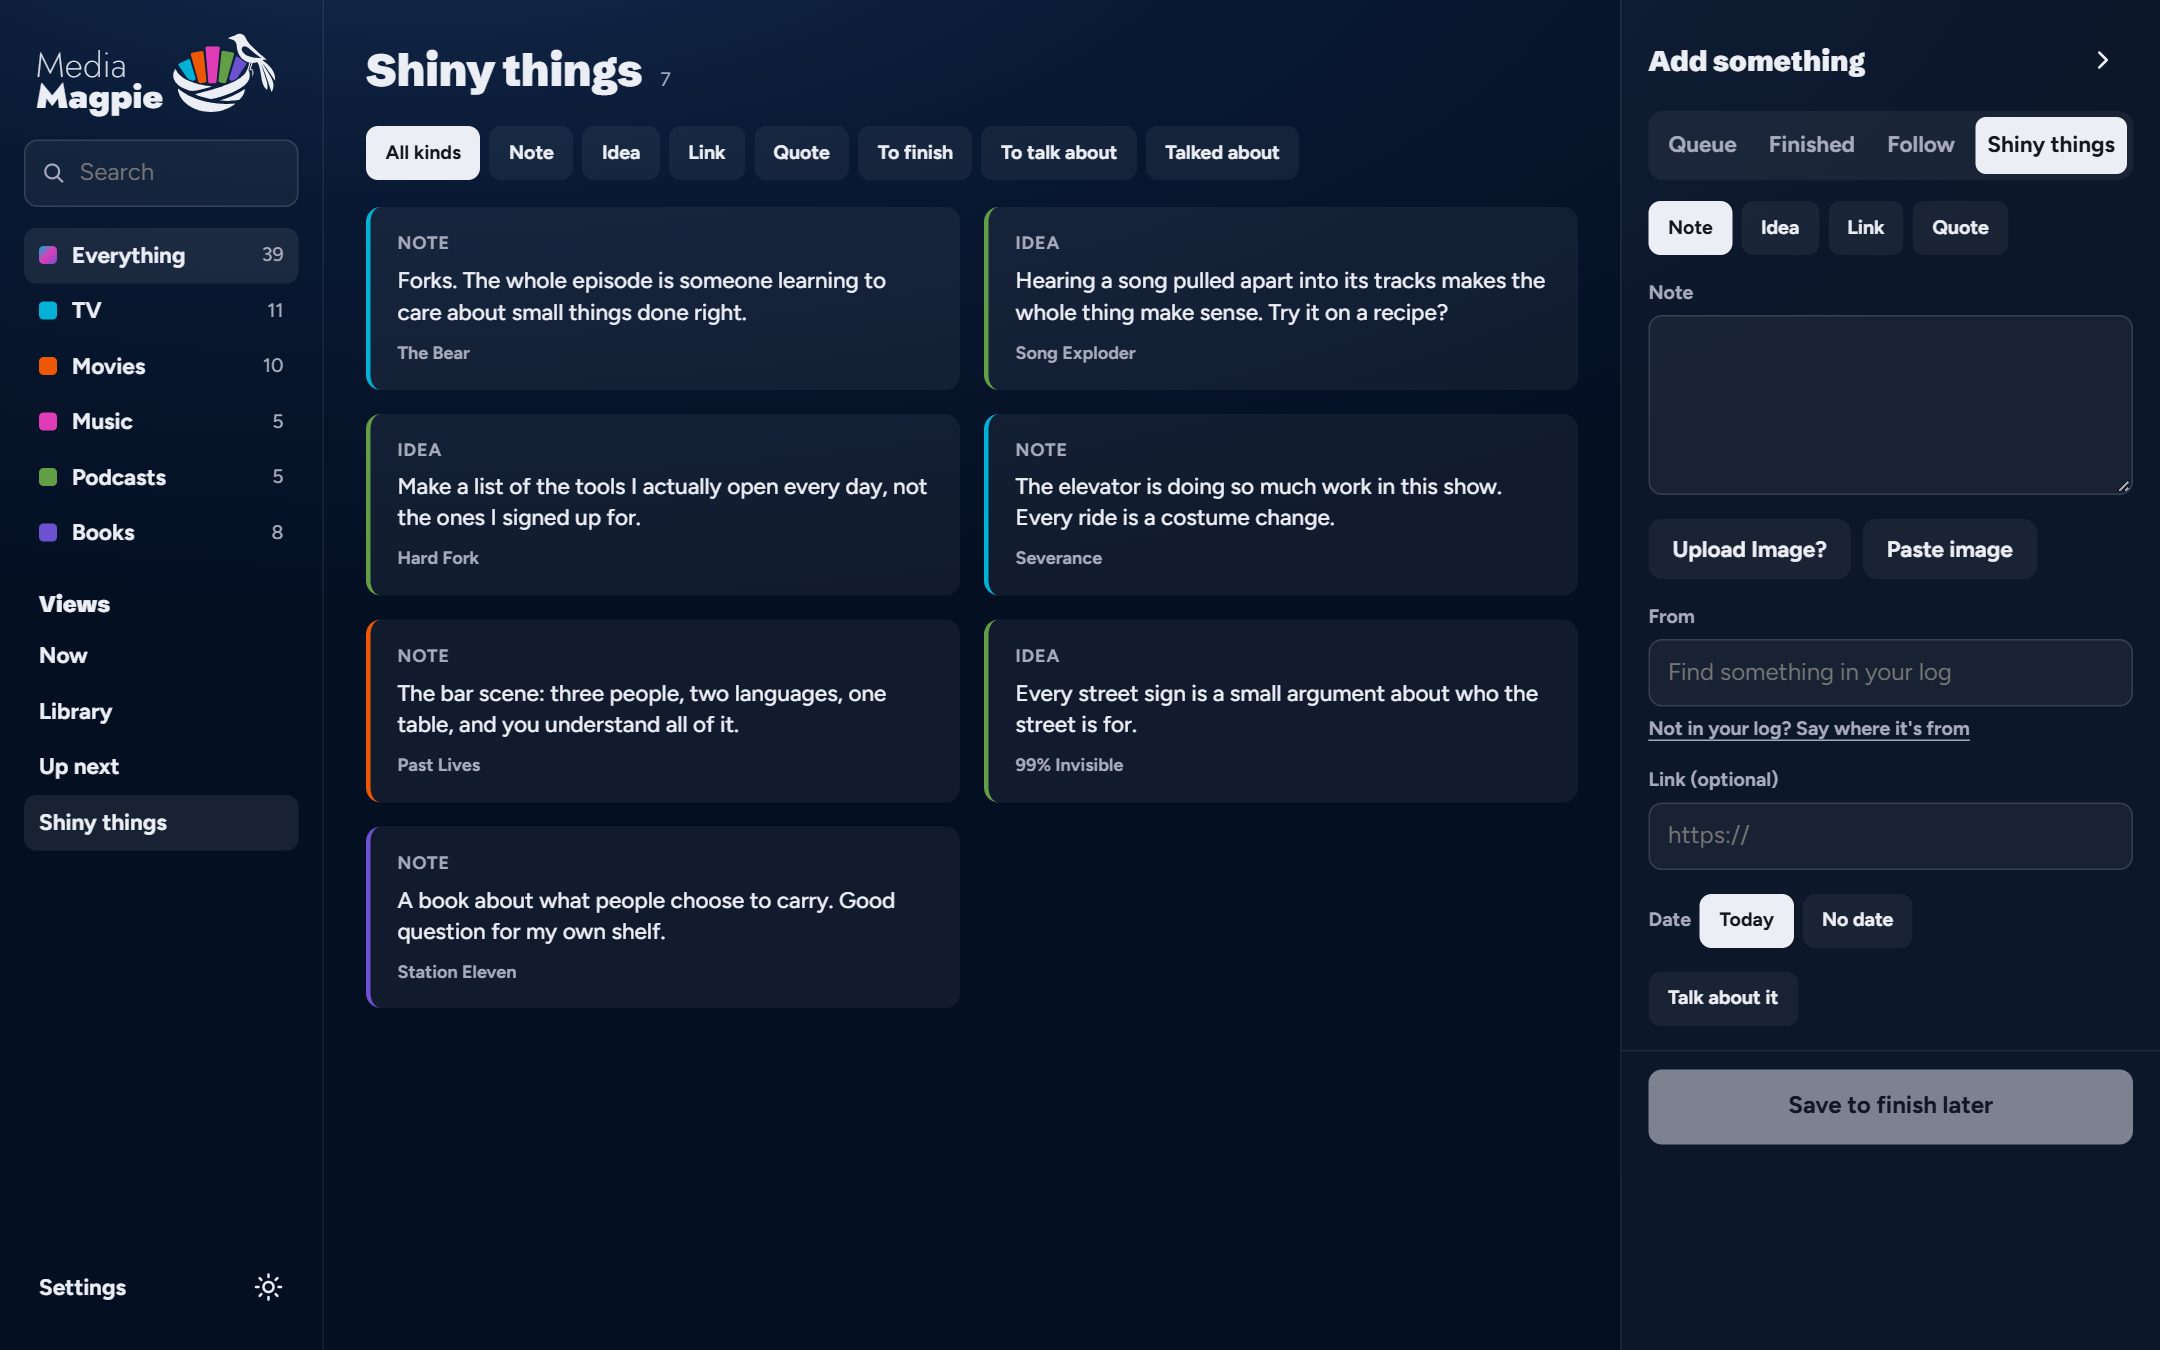 Media
Magpie
Search
Everything 39
TV 11
Movies 10
Music 5
Podcasts 5
Books 8
Views
Now
Library
Up next
Shiny things
Settings
Shiny things 7
All kinds Note Idea Link Quote To finish To talk about Talked about
NOTE
Forks. The whole episode is someone learning to
care about small things done right.
The Bear
IDEA
Hearing a song pulled apart into its tracks makes the
whole thing make sense. Try it on a recipe?
Song Exploder
IDEA
Make a list of the tools I actually open every day, not
the ones I signed up for.
Hard Fork
NOTE
The elevator is doing so much work in this show.
Every ride is a costume change.
Severance
NOTE
The bar scene: three people, two languages, one
table, and you understand all of it.
Past Lives
IDEA
Every street sign is a small argument about who the
street is for.
99% Invisible
NOTE
A book about what people choose to carry. Good
question for my own shelf.
Station Eleven
Add something
Queue Finished Follow Shiny things
Note Idea Link Quote
Note
Upload Image? Paste image
From
Find something in your log
Not in your log? Say where it's from
Link (optional)
https://
Date Today No date
Talk about it
Save to finish later